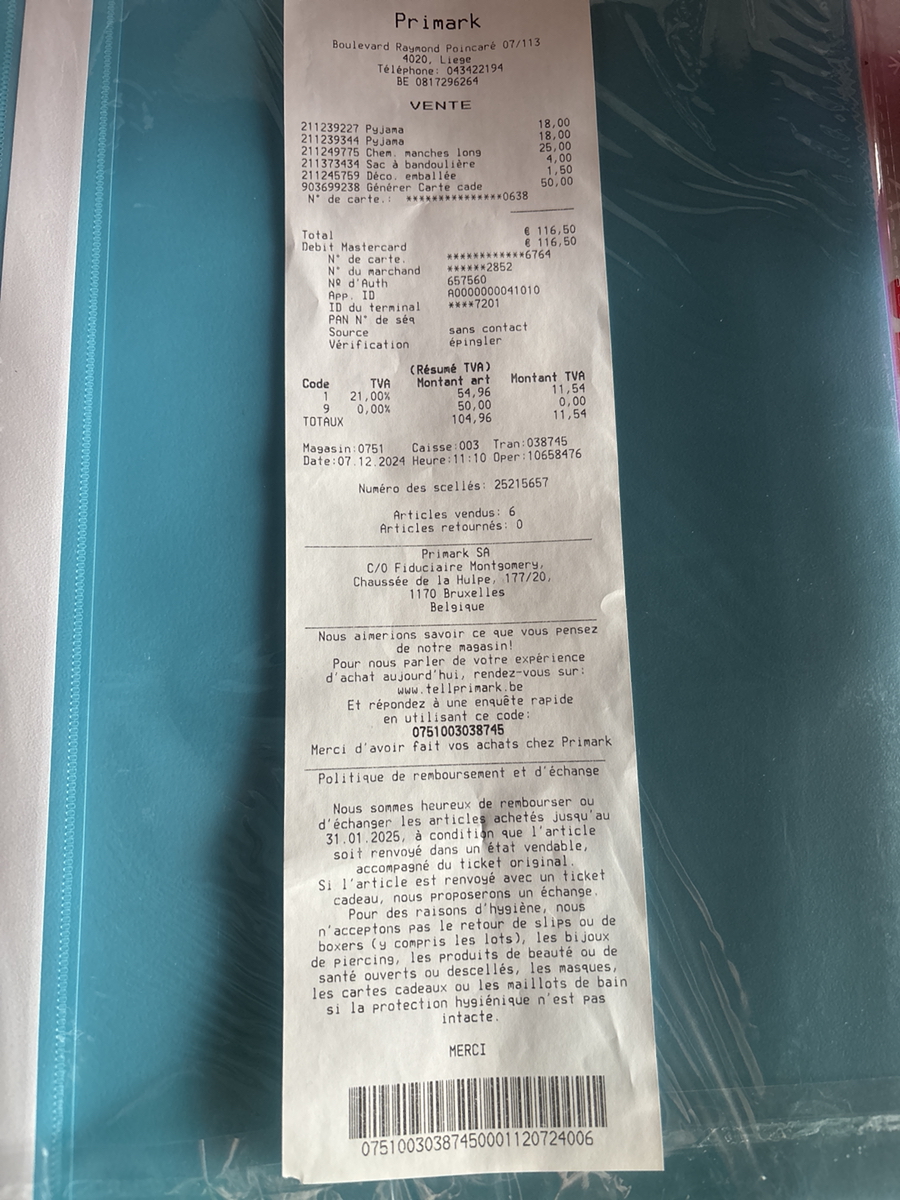 Primark
Boulevard Raymond Poincaré 07/113
4020, Liege
Téléphone: 043422194
BE 0817296264
VENTE
211239227 Pyjama 18,00
211239344 Pyjama 18,00
211249775 Chem. manches long 25,00
211373434 Sac à bandoulière 4,00
211245759 Déco. emballée 1,50
903699238 Générer Carte cade 50,00
N° de carte.: ***************0638
Total € 116,50
Debit Mastercard € 116,50
N° de carte. ************6764
N° du marchand ******2852
Nº d'Auth 657560
App. ID A0000000041010
ID du terminal ****7201
PAN N° de séq
Source sans contact
Vérification épingler
(Résumé TVA)
Code TVA Montant art Montant TVA
1 21,00% 54,96 11,54
9 0,00% 50,00 0,00
TOTAUX 104,96 11,54
Magasin:0751 Caisse:003 Tran:038745
Date:07.12.2024 Heure:11:10 Oper:10658476
Numéro des scellés: 25215657
Articles vendus: 6
Articles retournés: 0
Primark SA
C/O Fiduciaire Montgomery,
Chaussée de la Hulpe, 177/20,
1170 Bruxelles
Belgique
Nous aimerions savoir ce que vous pensez
de notre magasin!
Pour nous parler de votre expérience
d'achat aujourd'hui, rendez-vous sur:
www.tellprimark.be
Et répondez à une enquête rapide
en utilisant ce code:
0751003038745
Merci d'avoir fait vos achats chez Primark
Politique de remboursement et d'échange
Nous sommes heureux de rembourser ou
d'échanger les articles achetés jusqu'au
31.01.2025, à condition que l'article
soit renvoyé dans un état vendable,
accompagné du ticket original.
Si l'article est renvoyé avec un ticket
cadeau, nous proposerons un échange.
Pour des raisons d'hygiène, nous
n'acceptons pas le retour de slips ou de
boxers (y compris les lots), les bijoux
de piercing, les produits de beauté ou de
santé ouverts ou descellés, les masques,
les cartes cadeaux ou les maillots de bain
si la protection hygiénique n'est pas
intacte.
MERCI
07510030387450001120724006